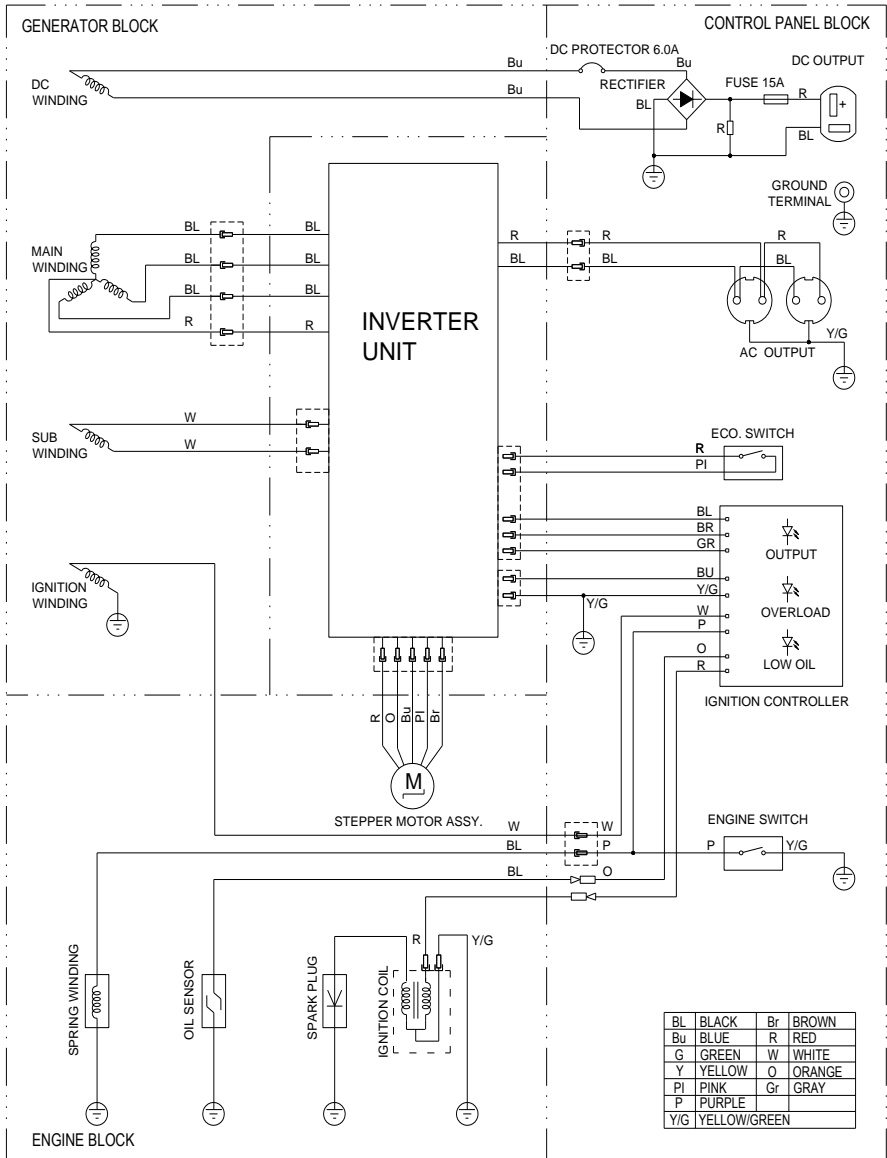 GENERATOR BLOCK
CONTROL PANEL BLOCK
DC PROTECTOR 6.0A
DC OUTPUT
Bu
Bu
RECTIFIER
FUSE 15A
DC
WINDING
Bu
BL
R
+
R
BL
GROUND
TERMINAL
BL
BL
R
R
R
MAIN
WINDING
BL
BL
BL
BL
BL
BL
BL
R
R
INVERTER
UNIT
Y/G
AC OUTPUT
W
SUB
WINDING
W
ECO. SWITCH
R
PI
BL
BR
GR
OUTPUT
IGNITION
WINDING
BU
Y/G
Y/G
OVERLOAD
W
P
O
LOW OIL
R
IGNITION CONTROLLER
R
O
Bu
PI
Br
M
STEPPER MOTOR ASSY.
W
W
ENGINE SWITCH
BL
P
P
Y/G
BL
O
R
Y/G
SPRING WINDING
OIL SENSOR
SPARK PLUG
IGNITION COIL
BL BLACK Br BROWN
Bu BLUE R RED
G GREEN W WHITE
Y YELLOW O ORANGE
PI PINK Gr GRAY
P PURPLE
Y/G YELLOW/GREEN
ENGINE BLOCK